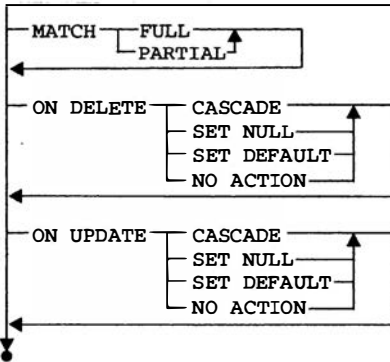 MATCH FULL
PARTIAL
ON DELETE CASCADE
SET NULL
SET DEFAULT
NO ACTION
ON UPDATE CASCADE
SET NULL
SET DEFAULT
NO ACTION